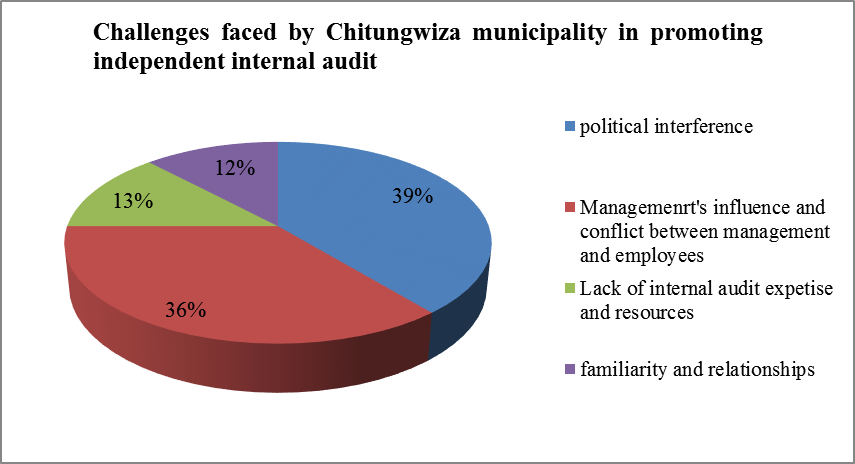 Challenges faced by Chitungwiza municipality in promoting
independent internal audit
12%
39%
13%
36%
political interference
Managemenrt's influence and
conflict between management
and employees
Lack of internal audit expetise
and resources
familiarity and relationships